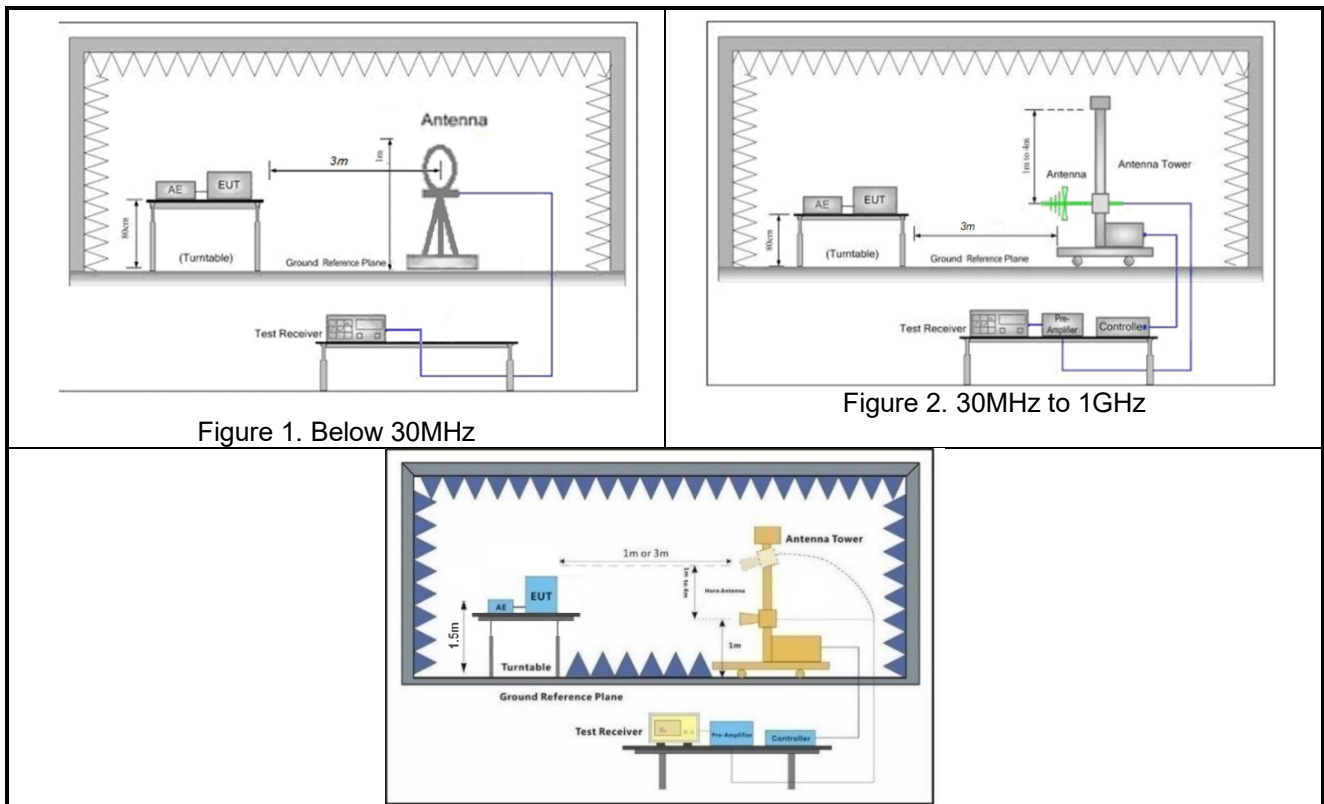 Antenna
1m
3m
AE
EUT
80cm
(Turntable)
Ground Reference Plane
Test Receiver
Figure 1. Below 30MHz
1m to 4m
Antenna
Antenna Tower
AE
EUT
3m
80cm
(Turntable)
Ground Reference Plane
Test Receiver
Pre-
Amplifier
Controller
Figure 2. 30MHz to 1GHz
Antenna Tower
1m or 3m
1m to 4m
Horn Antenna
EUT
AE
1.5m
1m
Turntable
Ground Reference Plane
Test Receiver
Pre-Amplifier
Controller